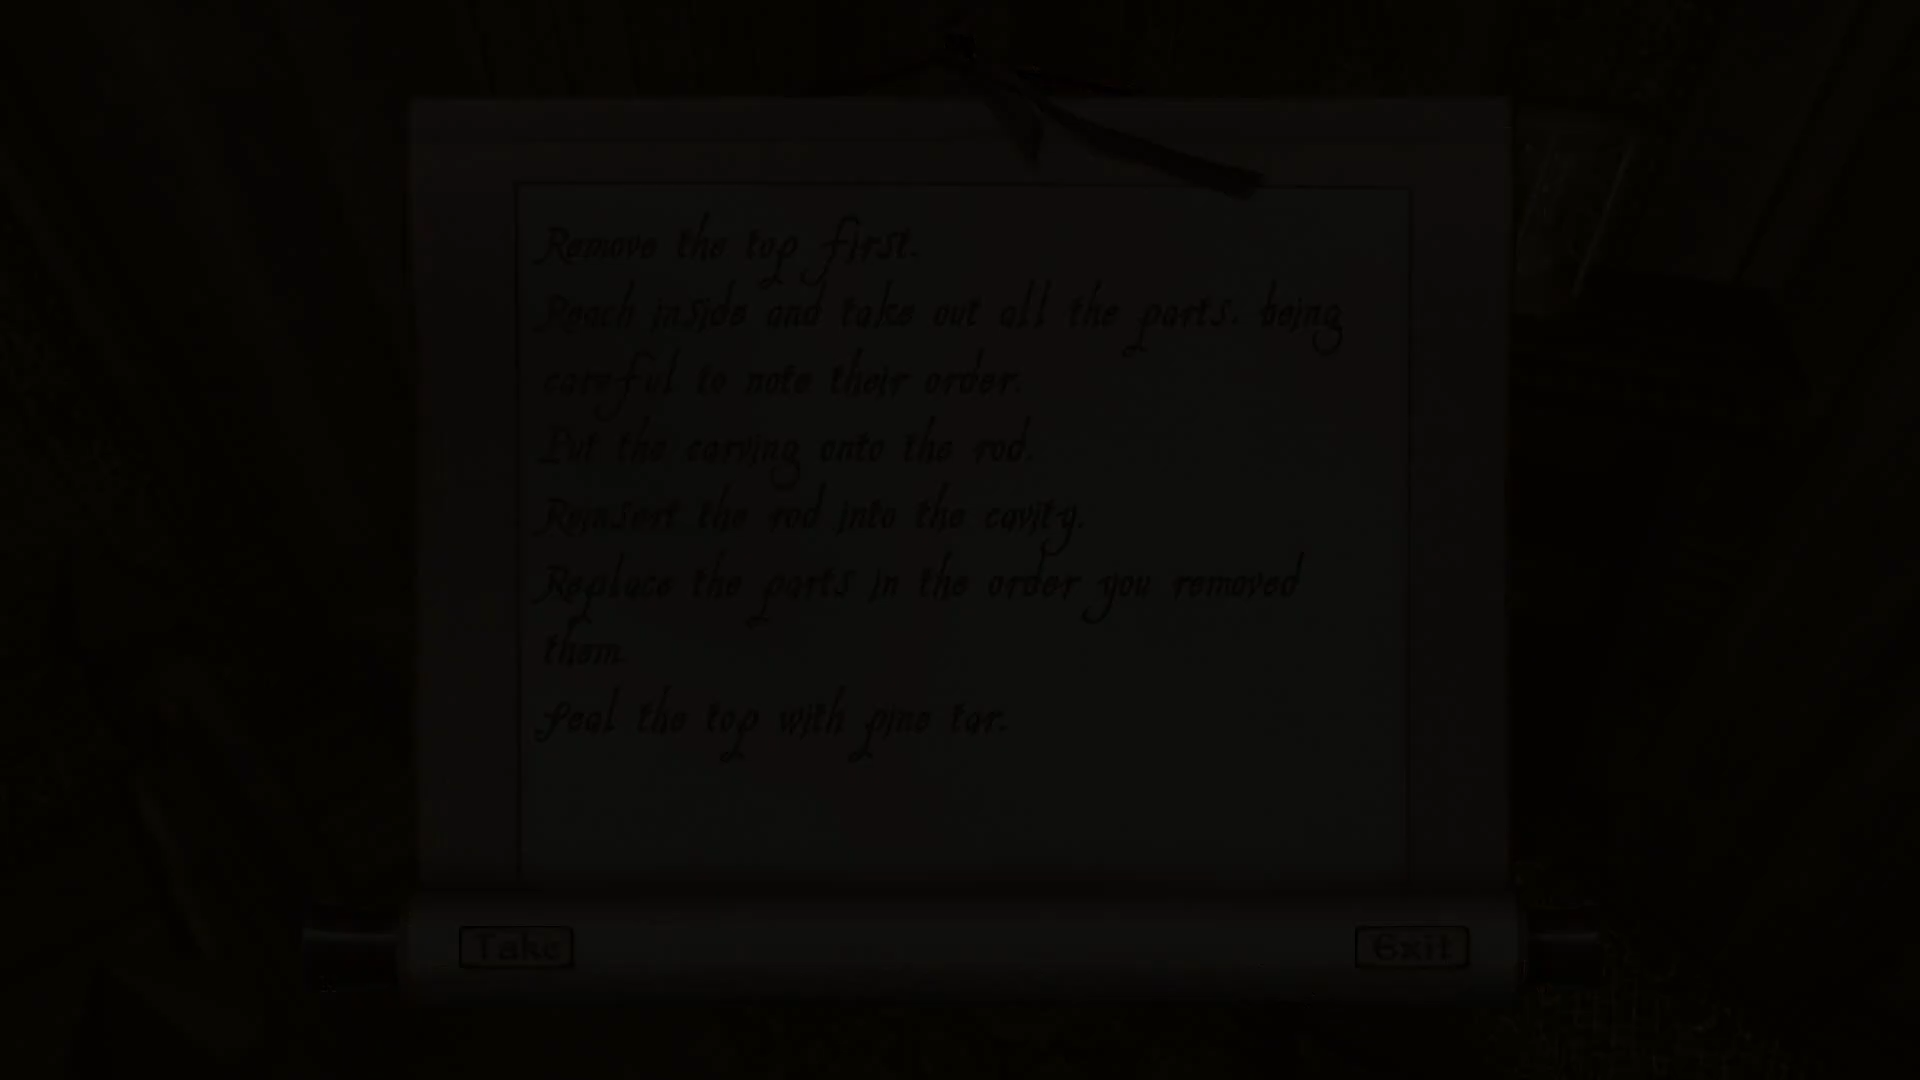 Remove the top first.
Reach inside and take out all the parts, being
careful to note their order.
Put the carving onto the rod.
Reinsert the rod into the cavity.
Replace the parts in the order you removed
them.
Seal the top with pine tar.
Take
Exit